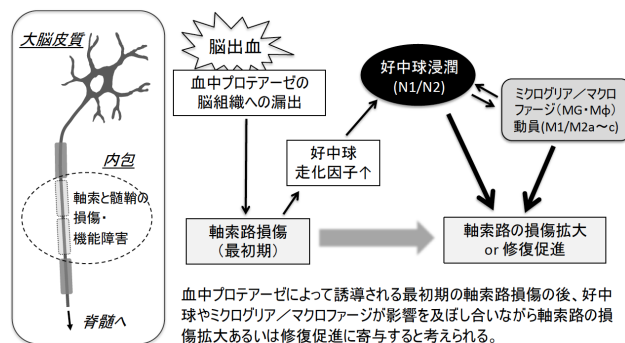 大脳皮質
内包
軸索と髄鞘の
損傷・
機能障害
脊髄へ
脳出血
血中プロテアーゼの
脳組織への漏出
好中球
走化因子↑
軸索路損傷
(最初期)
好中球浸潤
(N1/N2)
ミクログリア/マクロ
ファージ(MG・Mφ)
動員(M1/M2a~c)
軸索路の損傷拡大
or 修復促進
血中プロテアーゼによって誘導される最初期の軸索路損傷の後、好中
球やミクログリア/マクロファージが影響を及ぼし合いながら軸索路の損
傷拡大あるいは修復促進に寄与すると考えられる。